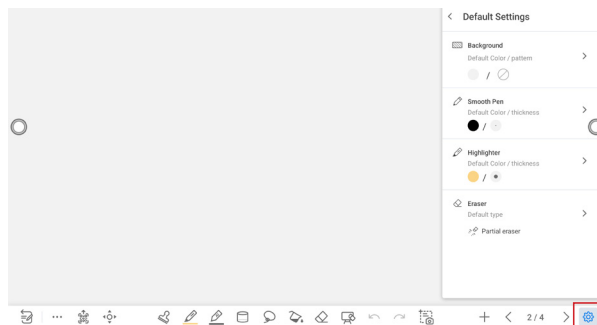 < Default Settings
Background
Default Color / pattern
/
Smooth Pen
Default Color / thickness
/
Highlighter
Default Color / thickness
/
Eraser
Default type
Partial eraser
2 / 4